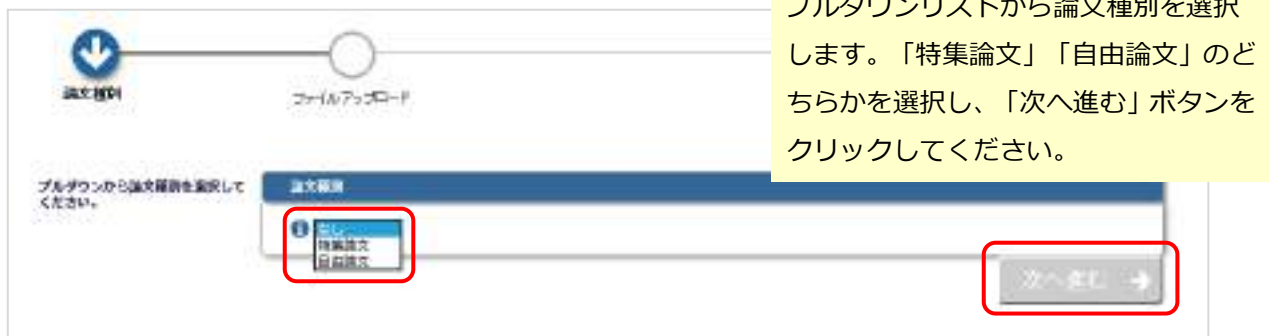 プルダウンリストから論文種別を選択
します。「特集論文」「自由論文」のど
ちらかを選択し、「次へ進む」ボタンを
クリックしてください。
論文種別
ファイルアップロード
プルダウンから論文種別を選択して
ください。
論文種別
なし
特集論文
自由論文
次へ進む